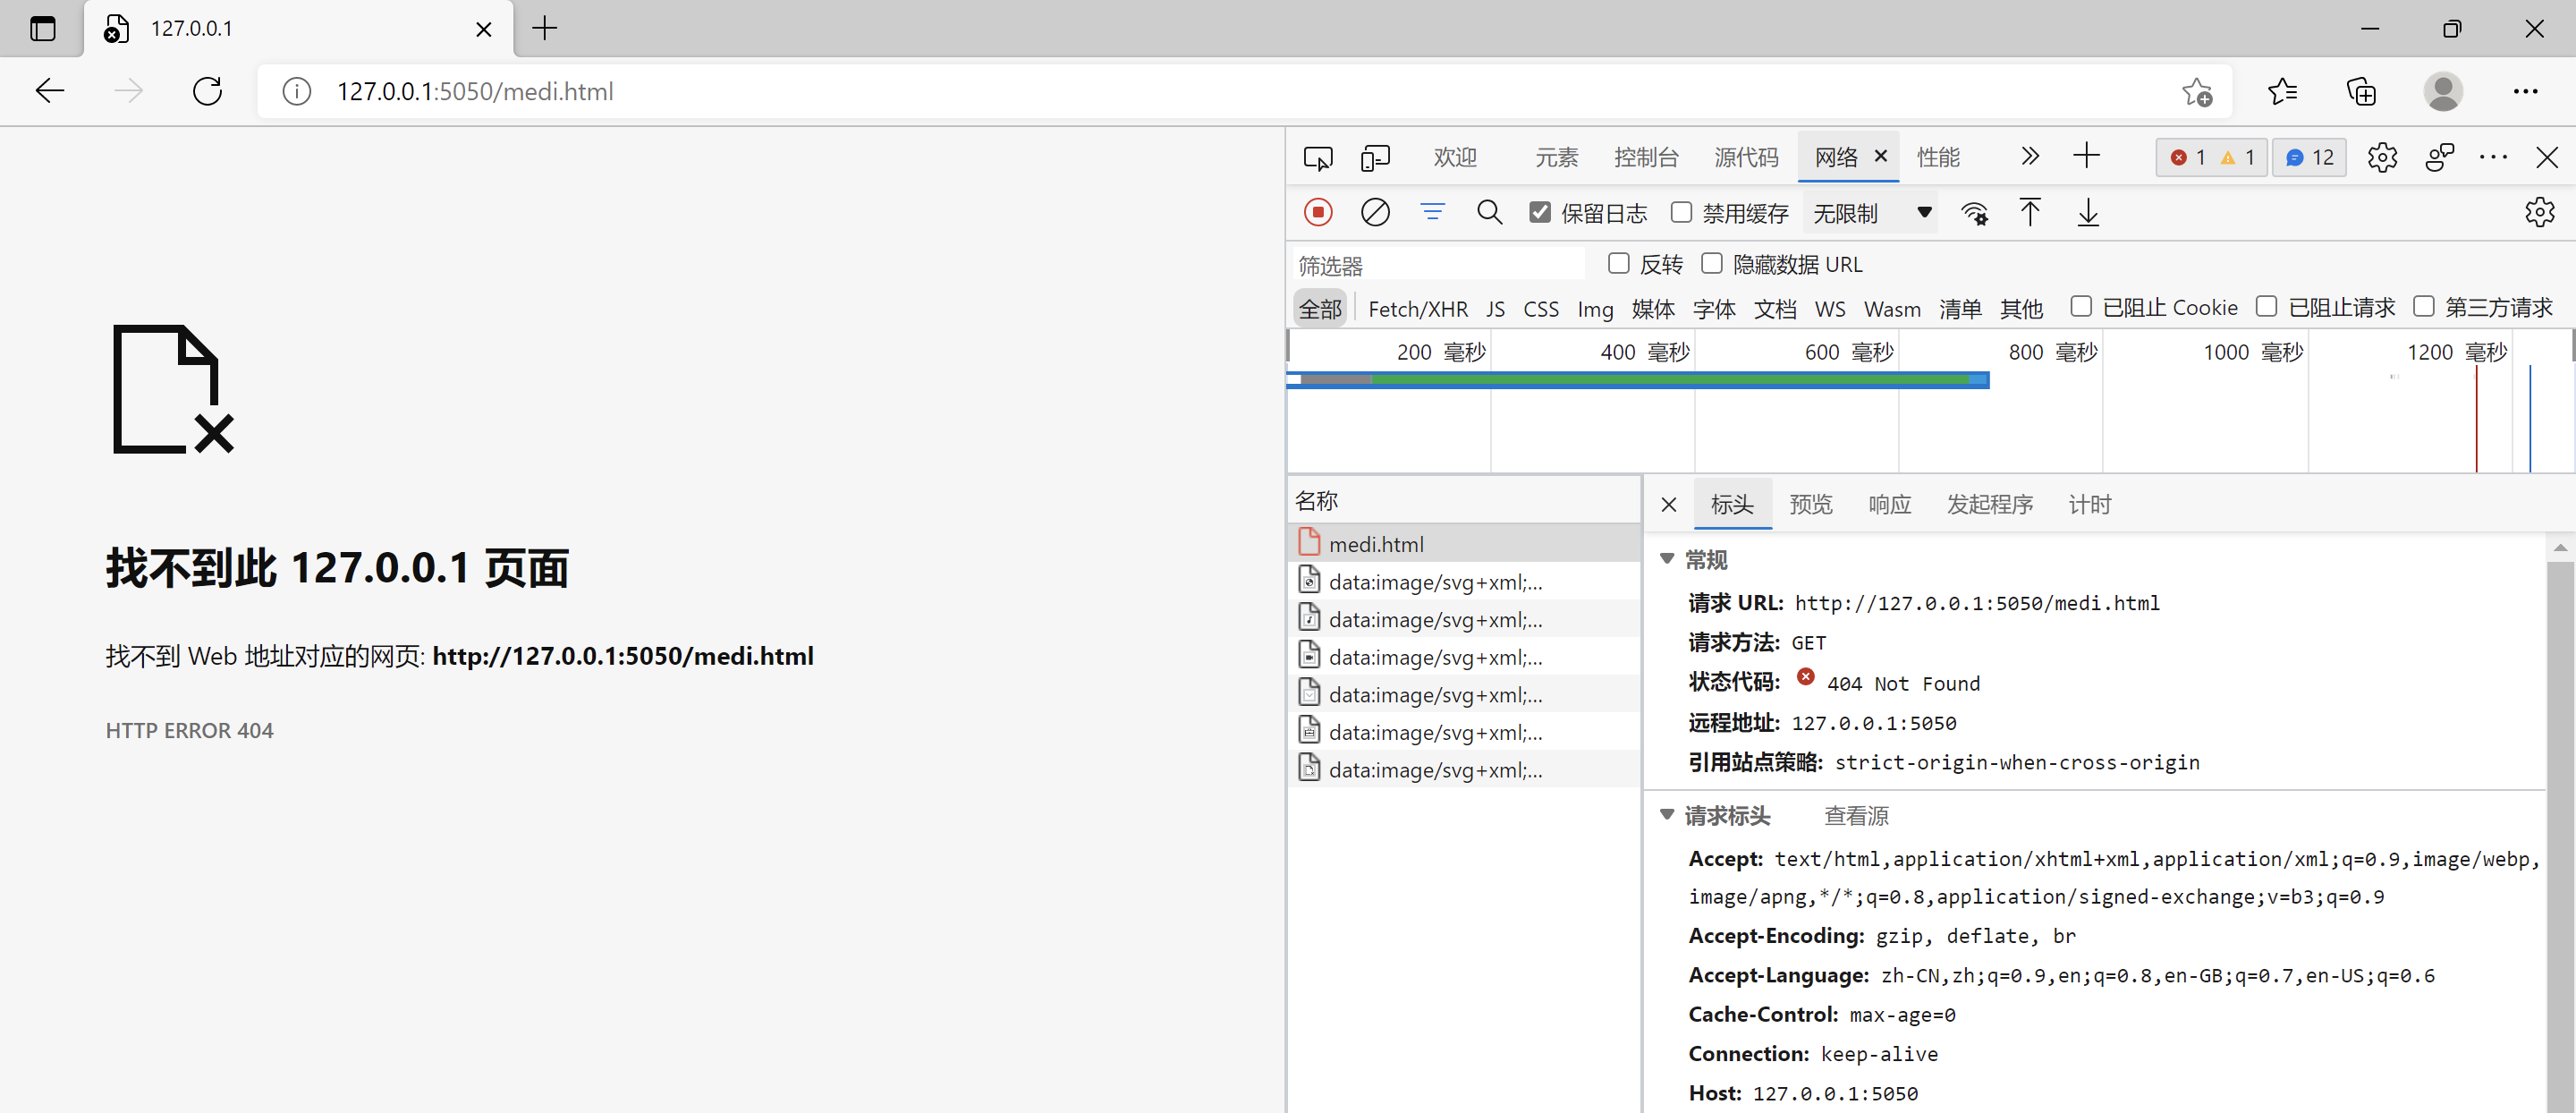 127.0.0.1
127.0.0.1:5050/medi.html
找不到此 127.0.0.1 页面
找不到 Web 地址对应的网页: http://127.0.0.1:5050/medi.html
HTTP ERROR 404
欢迎 元素 控制台 源代码 网络 性能 1 1 12
保留日志 禁用缓存 无限制
筛选器 反转 隐藏数据 URL
全部 Fetch/XHR JS CSS Img 媒体 字体 文档 WS Wasm 清单 其他 已阻止 Cookie 已阻止请求 第三方请求
200 毫秒 400 毫秒 600 毫秒 800 毫秒 1000 毫秒 1200 毫秒
名称
medi.html
data:image/svg+xml;...
data:image/svg+xml;...
data:image/svg+xml;...
data:image/svg+xml;...
data:image/svg+xml;...
data:image/svg+xml;...
标头 预览 响应 发起程序 计时
常规
请求 URL: http://127.0.0.1:5050/medi.html
请求方法: GET
状态代码: 404 Not Found
远程地址: 127.0.0.1:5050
引用站点策略: strict-origin-when-cross-origin
请求标头 查看源
Accept: text/html,application/xhtml+xml,application/xml;q=0.9,image/webp,
image/apng,*/*;q=0.8,application/signed-exchange;v=b3;q=0.9
Accept-Encoding: gzip, deflate, br
Accept-Language: zh-CN,zh;q=0.9,en;q=0.8,en-GB;q=0.7,en-US;q=0.6
Cache-Control: max-age=0
Connection: keep-alive
Host: 127.0.0.1:5050